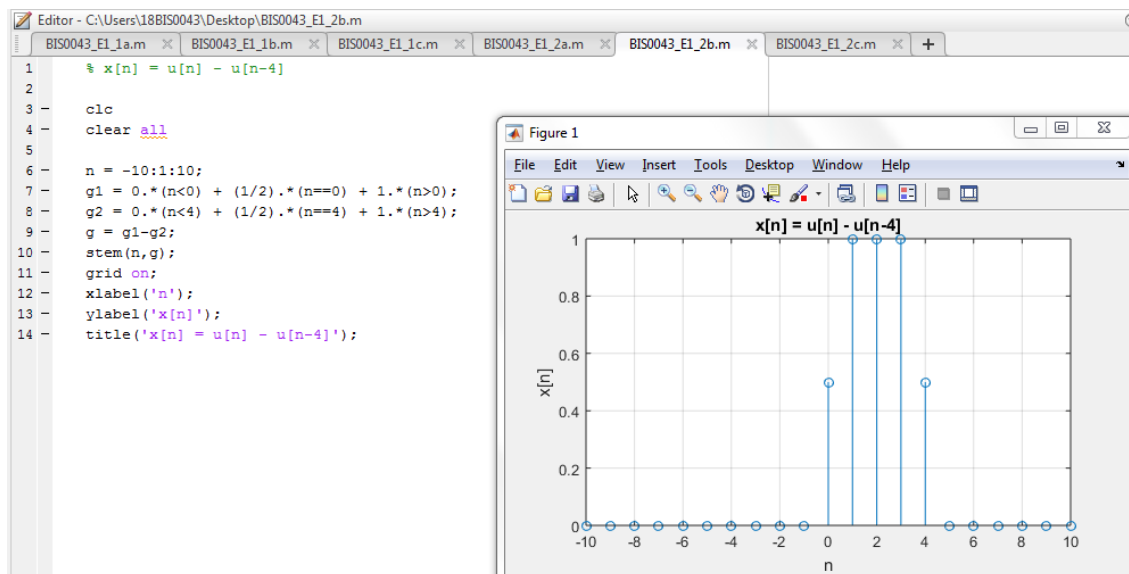 Editor - C:\Users\18BIS0043\Desktop\BIS0043_E1_2b.m
BIS0043_E1_1a.m BIS0043_E1_1b.m BIS0043_E1_1c.m BIS0043_E1_2a.m BIS0043_E1_2b.m BIS0043_E1_2c.m +
1 % x[n] = u[n] - u[n-4]
2
3 - clc
4 - clear all
5
6 - n = -10:1:10;
7 - g1 = 0.*(n<0) + (1/2).*(n==0) + 1.*(n>0);
8 - g2 = 0.*(n<4) + (1/2).*(n==4) + 1.*(n>4);
9 - g = g1-g2;
10 - stem(n,g);
11 - grid on;
12 - xlabel('n');
13 - ylabel('x[n]');
14 - title('x[n] = u[n] - u[n-4]');
Figure 1
File Edit View Insert Tools Desktop Window Help
x[n] = u[n] - u[n-4]
1
0.8
0.6
0.4
0.2
0
x[n]
-10 -8 -6 -4 -2 0 2 4 6 8 10
n